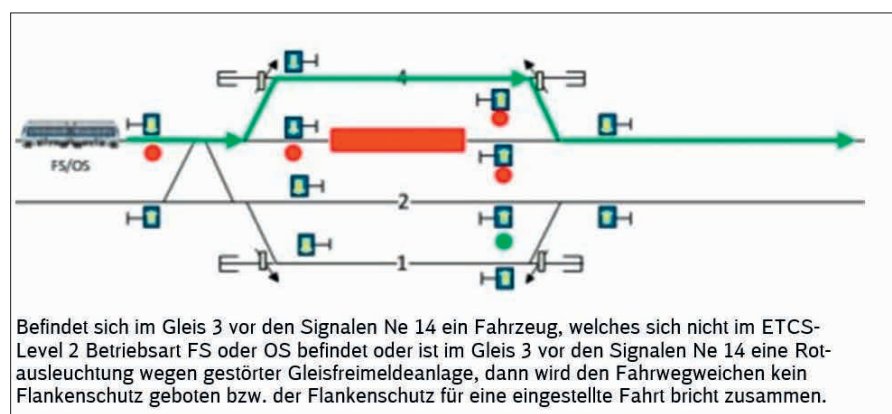 4
FS/OS
2
1
Befindet sich im Gleis 3 vor den Signalen Ne 14 ein Fahrzeug, welches sich nicht im ETCS-
Level 2 Betriebsart FS oder OS befindet oder ist im Gleis 3 vor den Signalen Ne 14 eine Rot-
ausleuchtung wegen gestörter Gleisfreimeldeanlage, dann wird den Fahrwegweichen kein
Flankenschutz geboten bzw. der Flankenschutz für eine eingestellte Fahrt bricht zusammen.